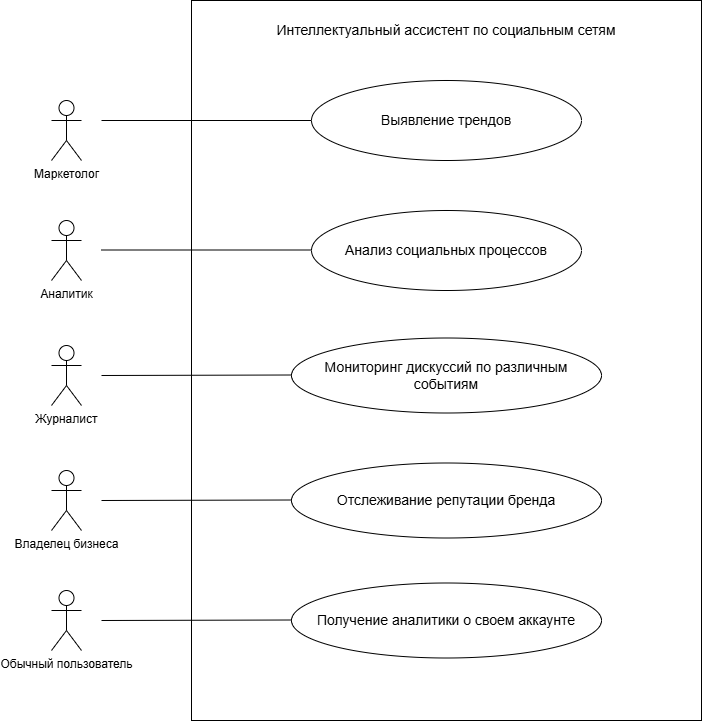 Интеллектуальный ассистент по социальным сетям
Выявление трендов
Маркетолог
Анализ социальных процессов
Аналитик
Мониторинг дискуссий по различным
событиям
Журналист
Отслеживание репутации бренда
Владелец бизнеса
Получение аналитики о своем аккаунте
Обычный пользователь